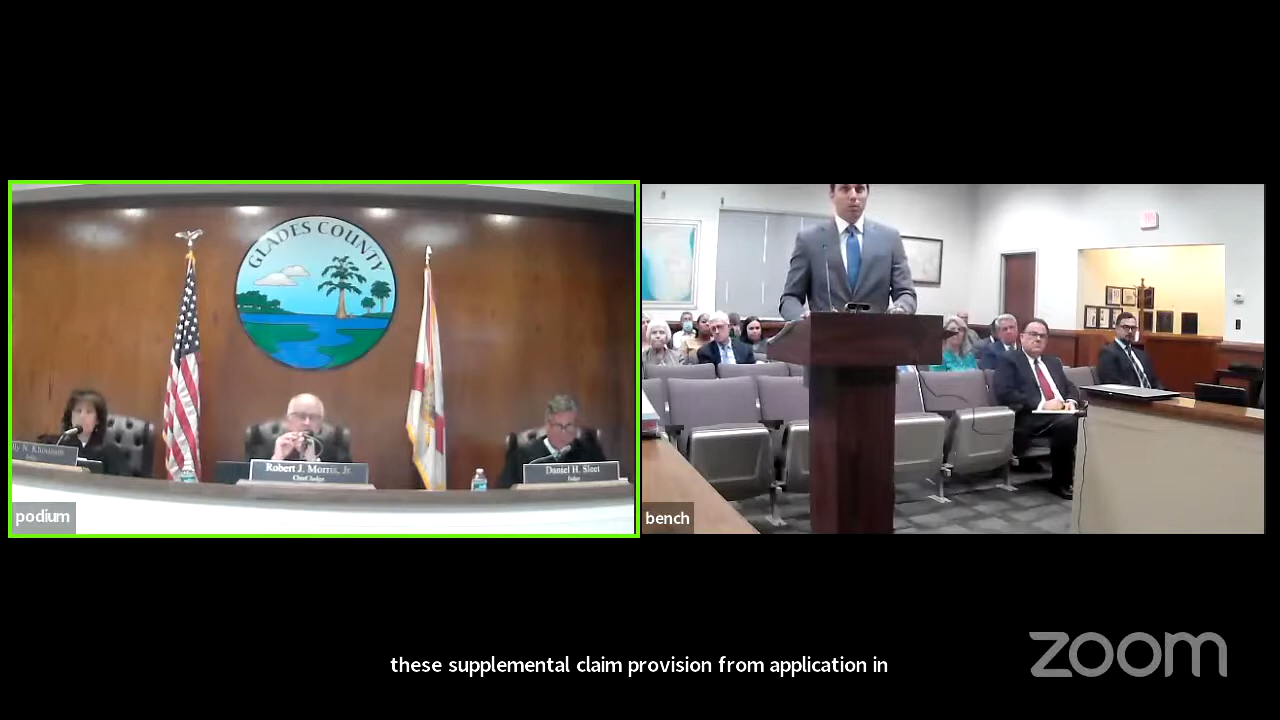 GLADES COUNTY
Robert J. Morris, Jr.
Chief Judge
Daniel H. Sleet
Judge
podium
bench
these supplemental claim provision from application in
zoom